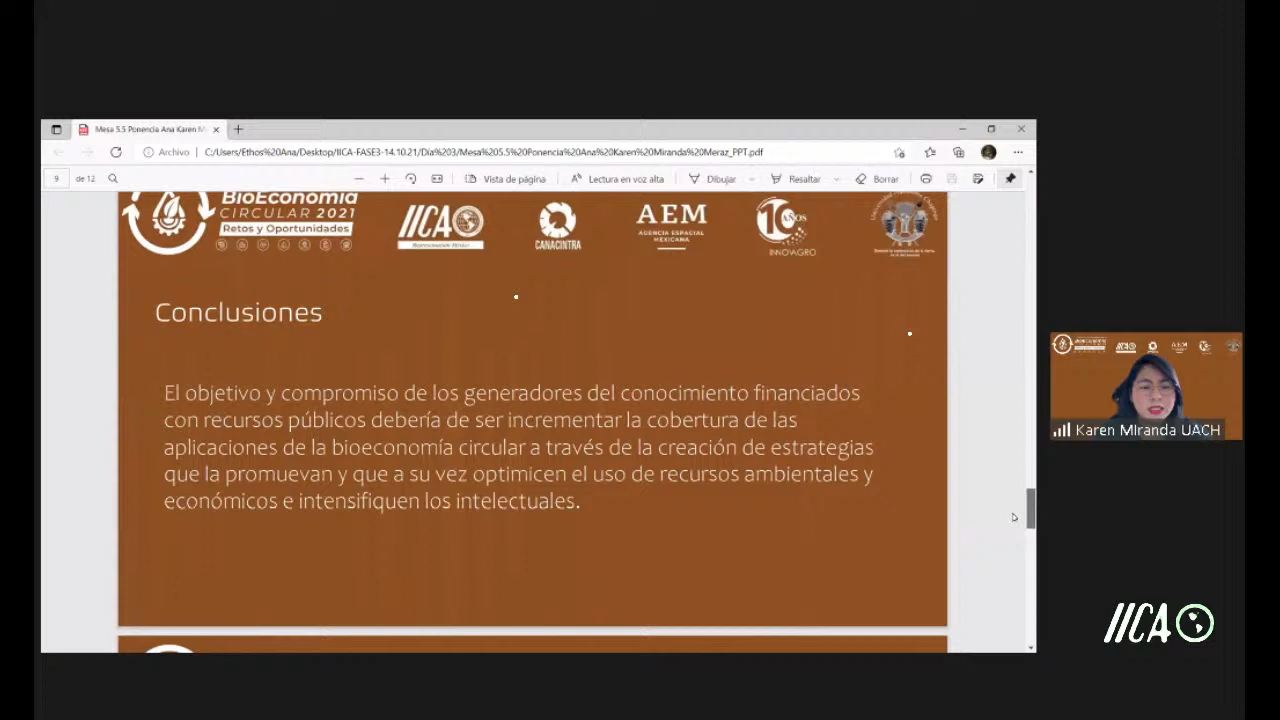 Mesa 5.5 Ponencia Ana Karen M
Archivo
C:/Users/Ethos%20Ana/Desktop/IICA-FASE3-14.10.21/Día%203/Mesa%205.5%20Ponencia%20Ana%20Karen%20Miranda%20Meraz_PPT.pdf
9 de 12
Vista de página
Lectura en voz alta
Dibujar
Resaltar
Borrar
BioEconomía
CIRCULAR 2021
Retos y Oportunidades
IICA
CANACINTRA
AEM
AGENCIA ESPACIAL
MEXICANA
10 AÑOS
INNO'AGRO
Conclusiones
El objetivo y compromiso de los generadores del conocimiento financiados
con recursos públicos debería de ser incrementar la cobertura de las
aplicaciones de la bioeconomía circular a través de la creación de estrategias
que la promuevan y que a su vez optimicen el uso de recursos ambientales y
económicos e intensifiquen los intelectuales.
Karen MIranda UACH
IICA